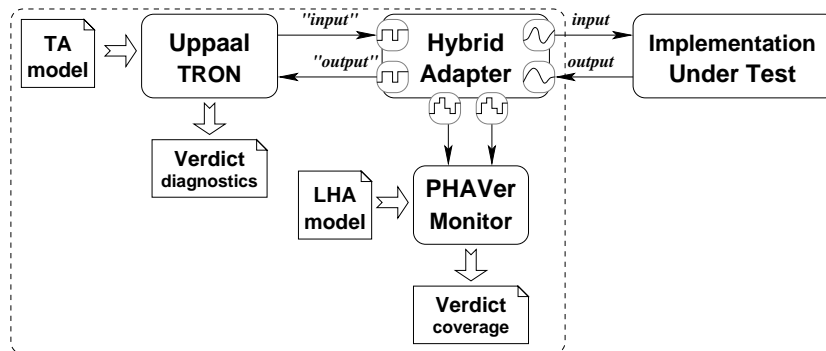 TA
model
Uppaal
TRON
"input"
"output"
Hybrid
Adapter
input
output
Implementation
Under Test
Verdict
diagnostics
LHA
model
PHAVer
Monitor
Verdict
coverage